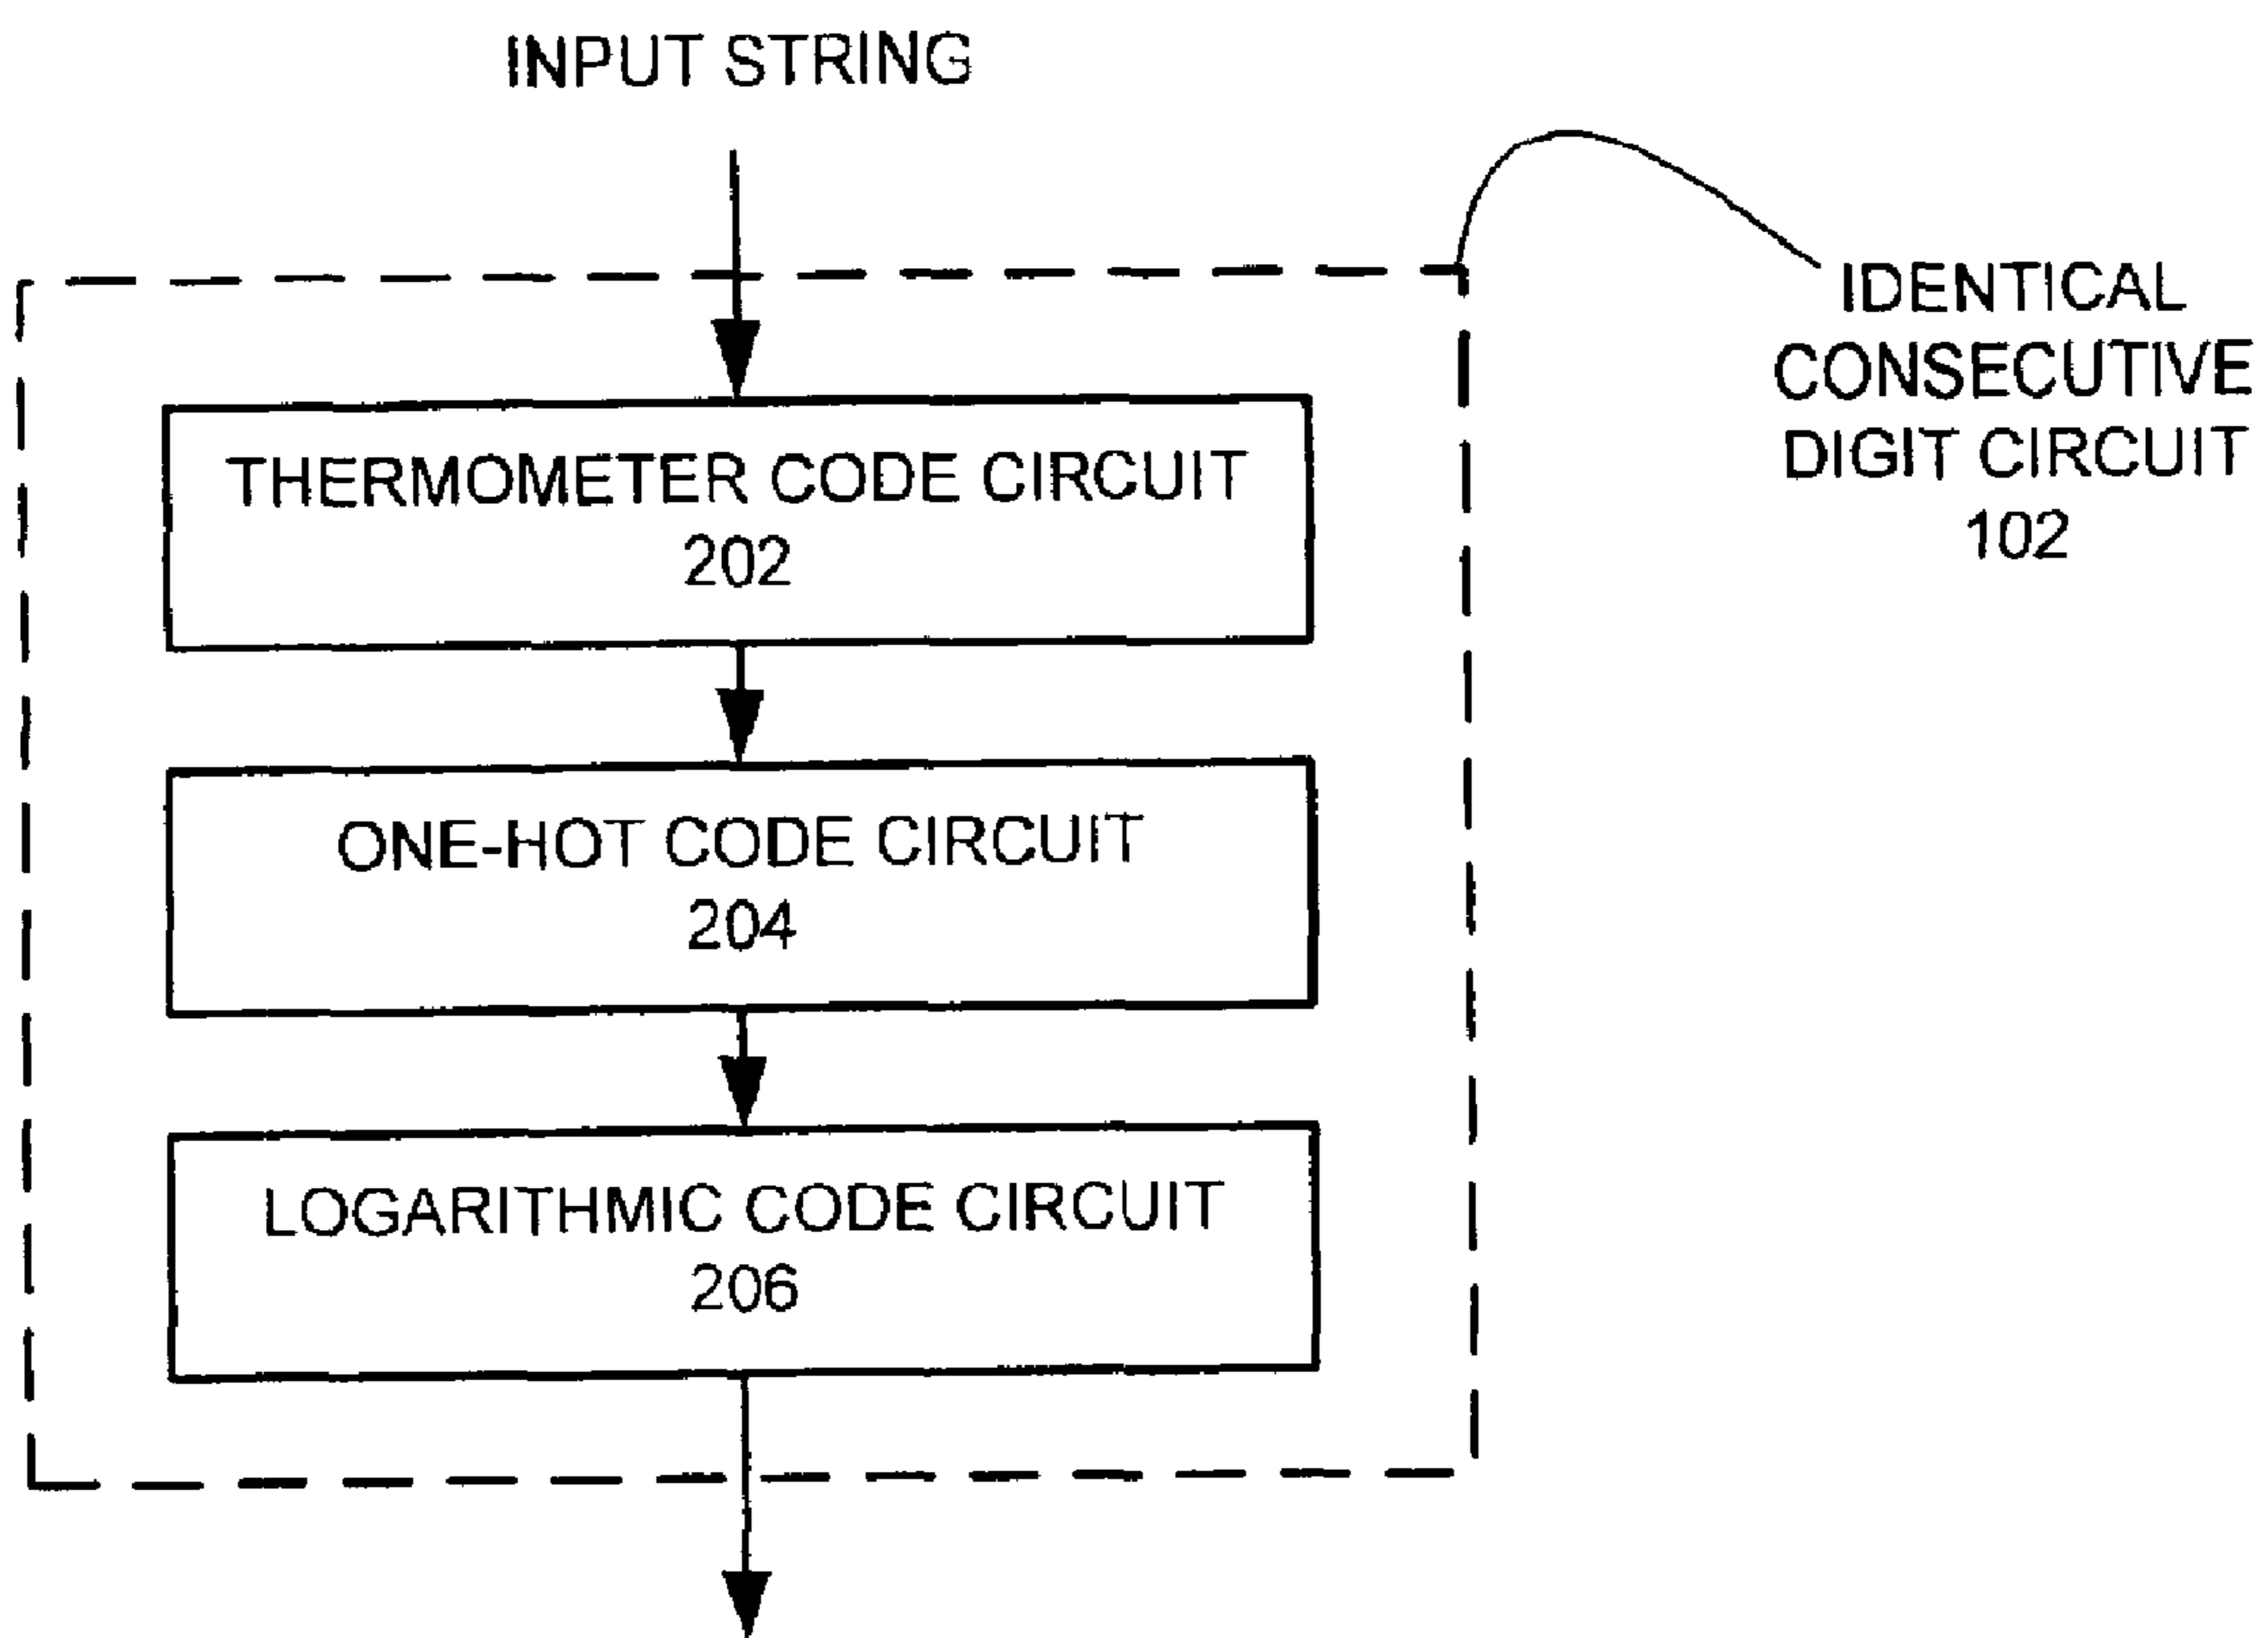 INPUT STRING
IDENTICAL
CONSECUTIVE
DIGIT CIRCUIT
102
THERMOMETER CODE CIRCUIT
202
ONE-HOT CODE CIRCUIT
204
LOGARITHMIC CODE CIRCUIT
206